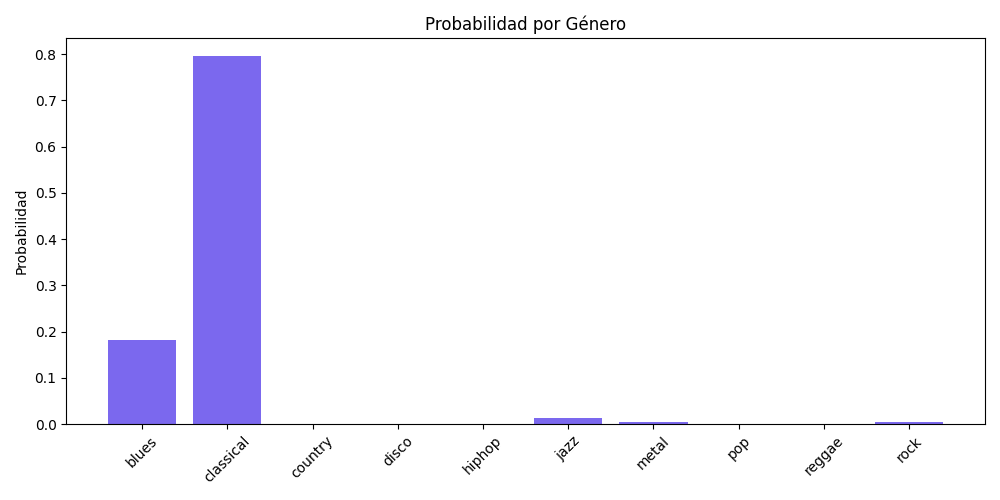 Probabilidad por Género
Probabilidad
0.8
0.7
0.6
0.5
0.4
0.3
0.2
0.1
0.0
blues
classical
country
disco
hiphop
jazz
metal
pop
reggae
rock